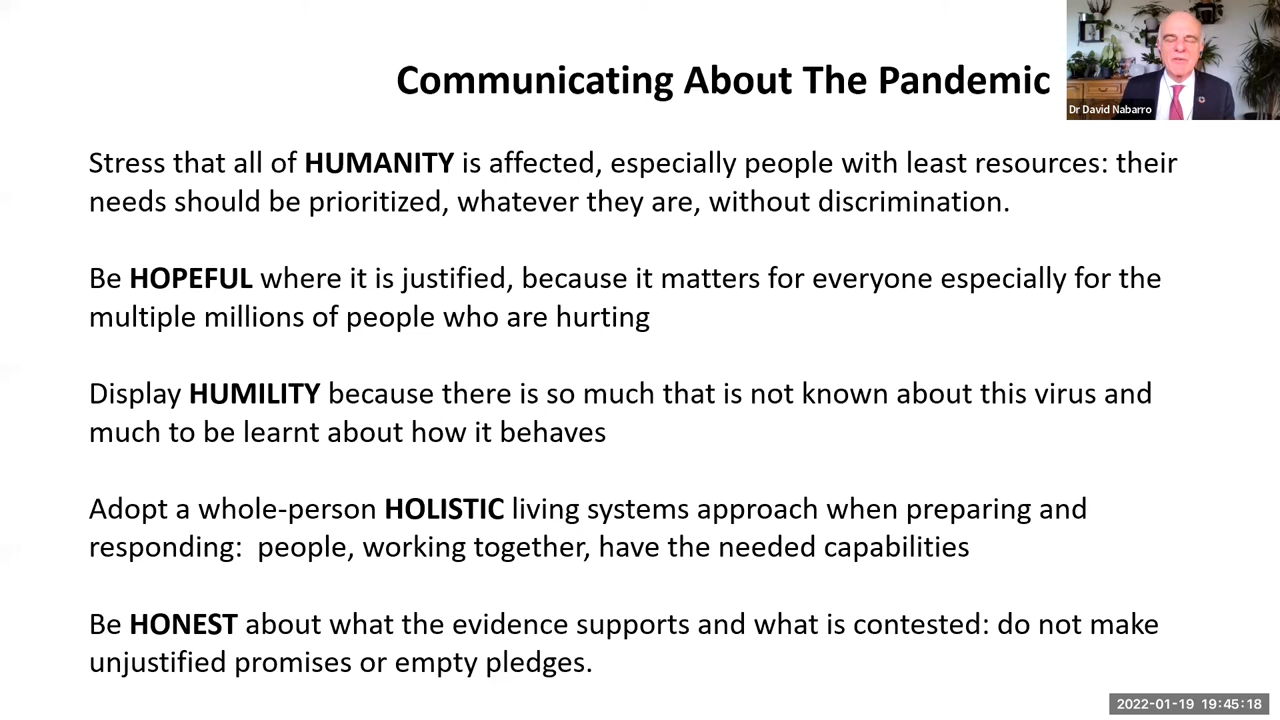 Communicating About The Pandemic
Dr David Nabarro
Stress that all of HUMANITY is affected, especially people with least resources: their
needs should be prioritized, whatever they are, without discrimination.
Be HOPEFUL where it is justified, because it matters for everyone especially for the
multiple millions of people who are hurting
Display HUMILITY because there is so much that is not known about this virus and
much to be learnt about how it behaves
Adopt a whole-person HOLISTIC living systems approach when preparing and
responding:  people, working together, have the needed capabilities
Be HONEST about what the evidence supports and what is contested: do not make
unjustified promises or empty pledges.
2022-01-19 19:45:18